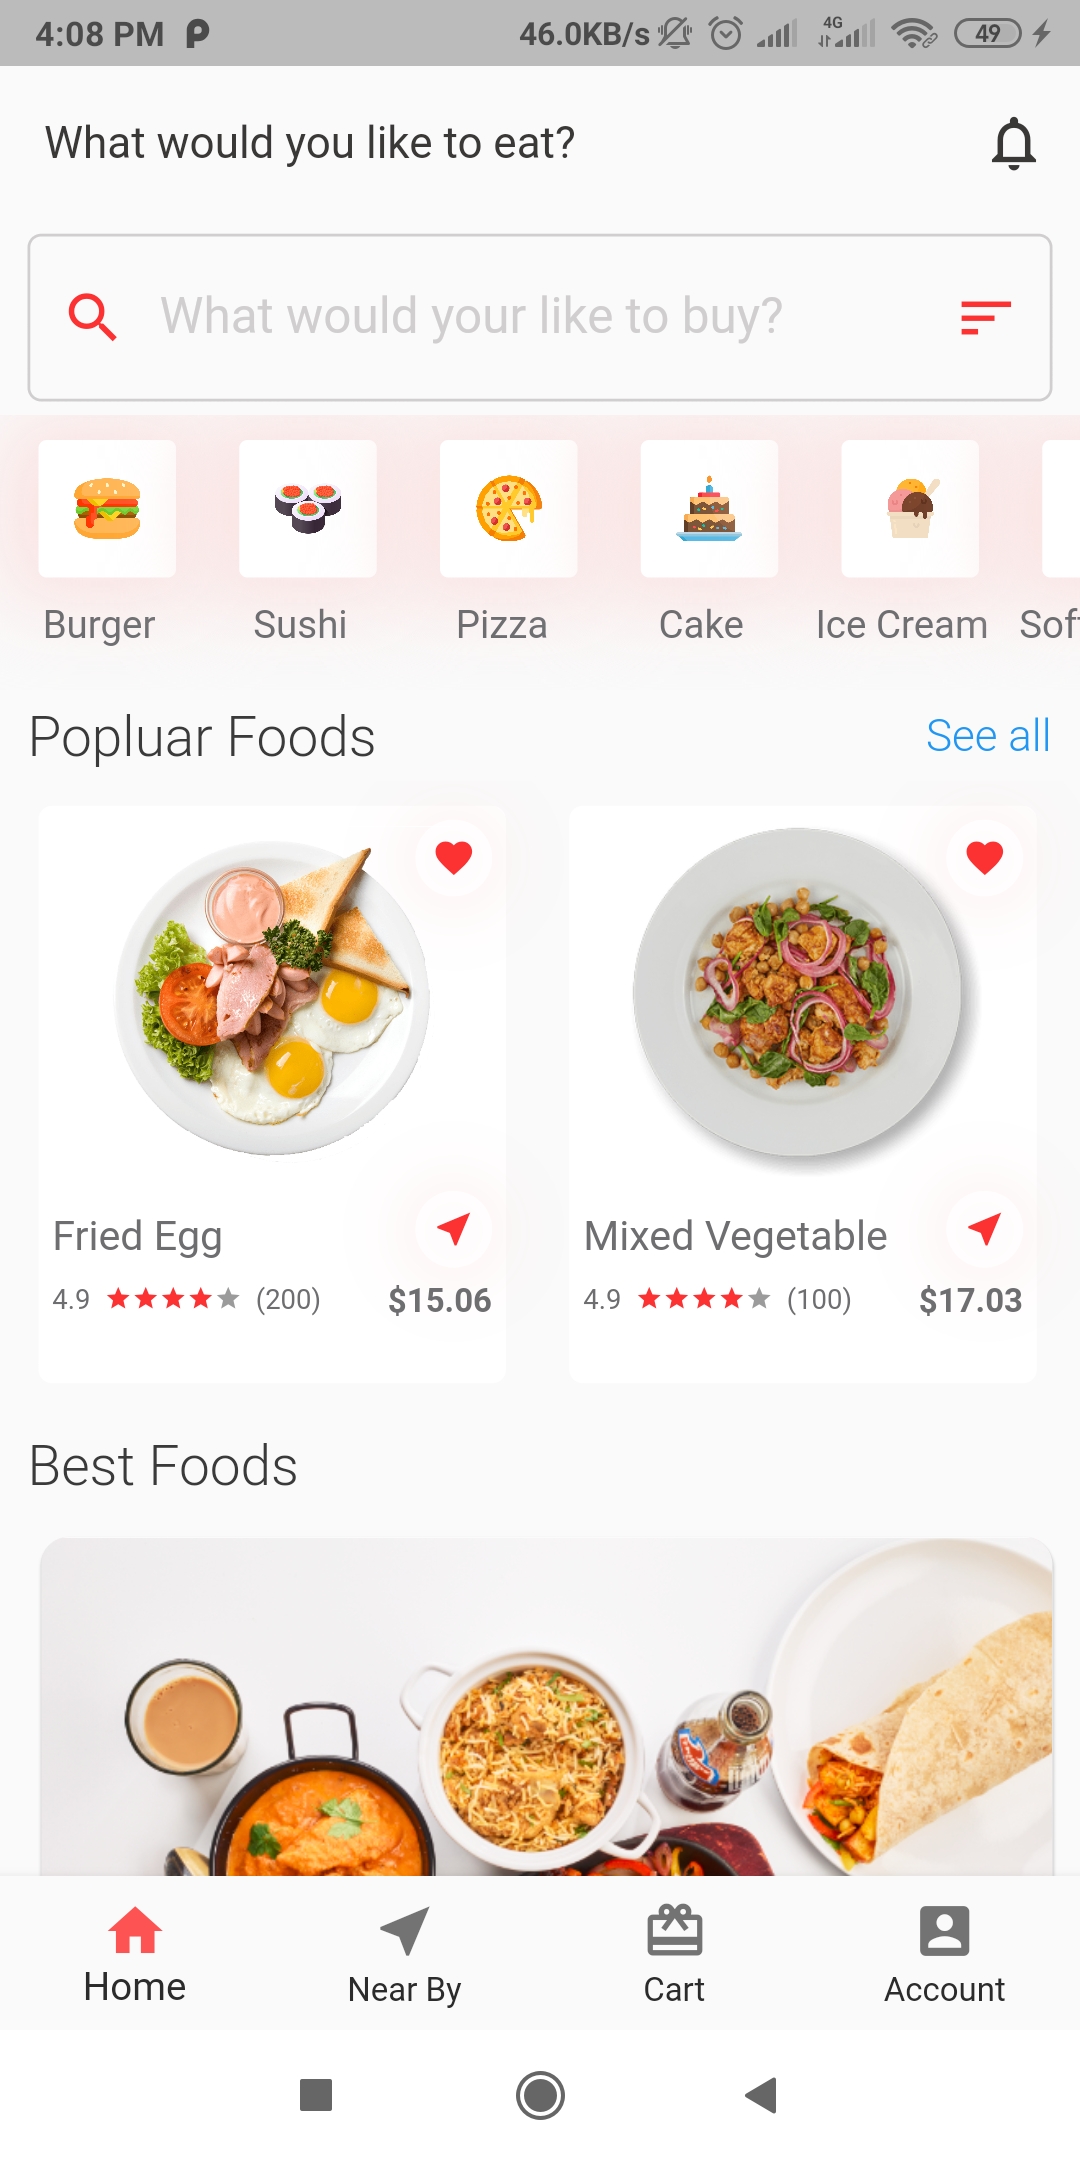 4:08 PM
46.0KB/s 4G 49
What would you like to eat?
What would your like to buy?
Burger Sushi Pizza Cake Ice Cream Sof
Popluar Foods See all
Fried Egg Mixed Vegetable
4.9 (200) $15.06 4.9 (100) $17.03
Best Foods
Home Near By Cart Account